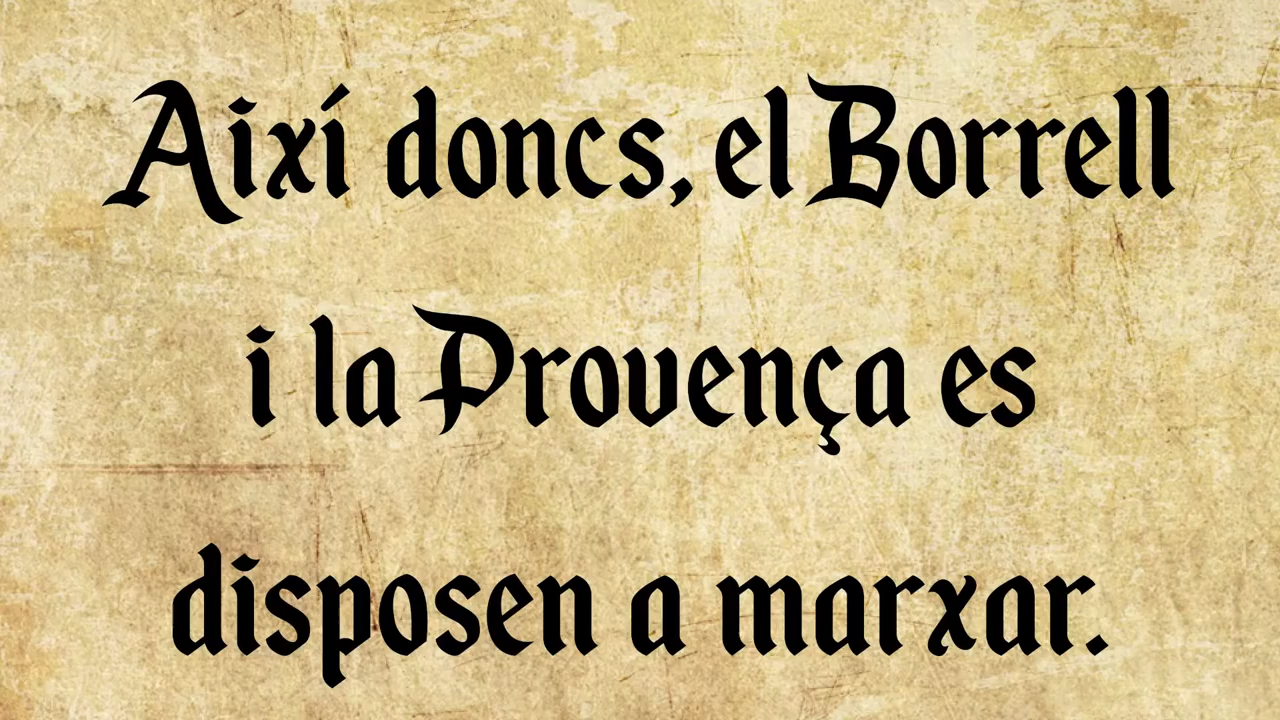 Així doncs, el Borrell
i la Provença es
disposen a marxar.